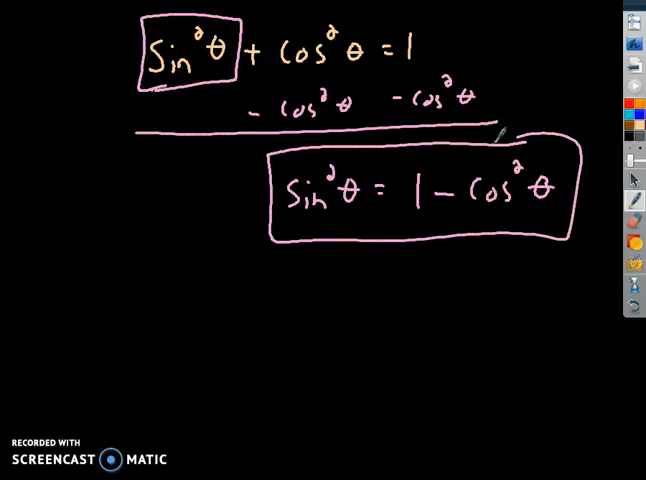 Sin²θ + Cos²θ = 1
- Cos²θ - Cos²θ
Sin²θ = 1 - Cos²θ
RECORDED WITH
SCREENCAST MATIC